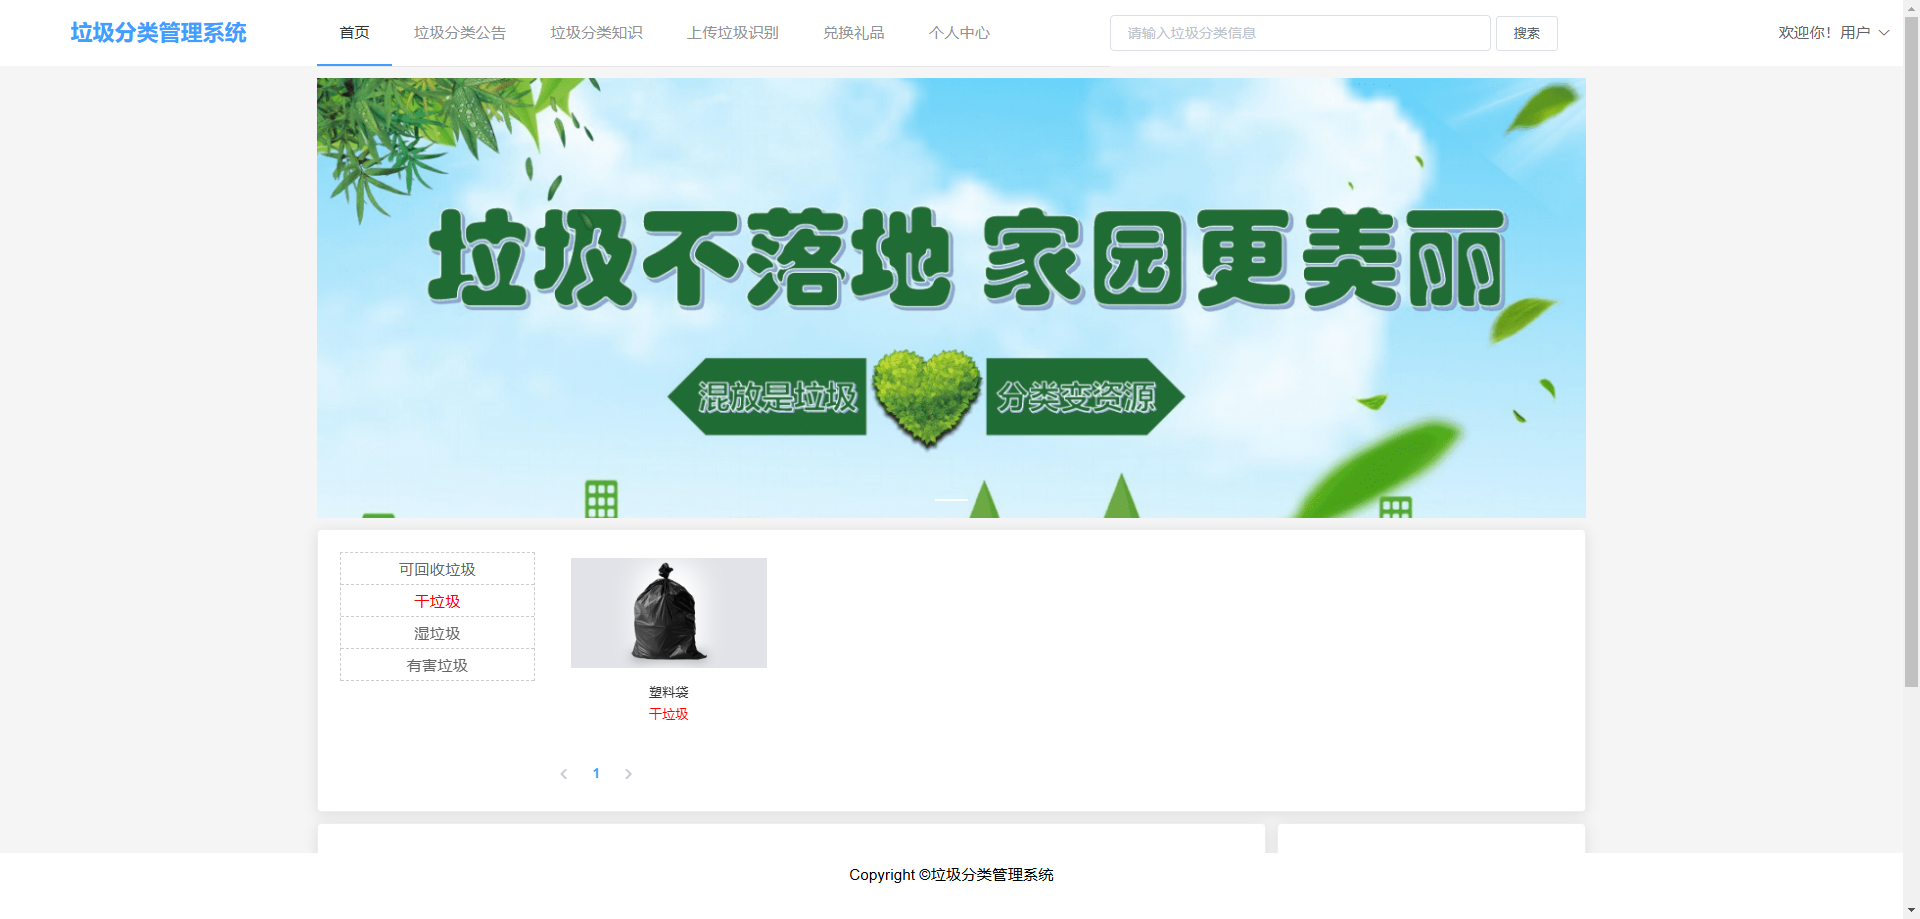 垃圾分类管理系统
首页 垃圾分类公告 垃圾分类知识 上传垃圾识别 兑换礼品 个人中心
请输入垃圾分类信息 搜索
欢迎你！用户
垃圾不落地 家园更美丽
混放是垃圾 分类变资源
可回收垃圾
干垃圾
湿垃圾
有害垃圾
塑料袋
干垃圾
1
Copyright ©垃圾分类管理系统